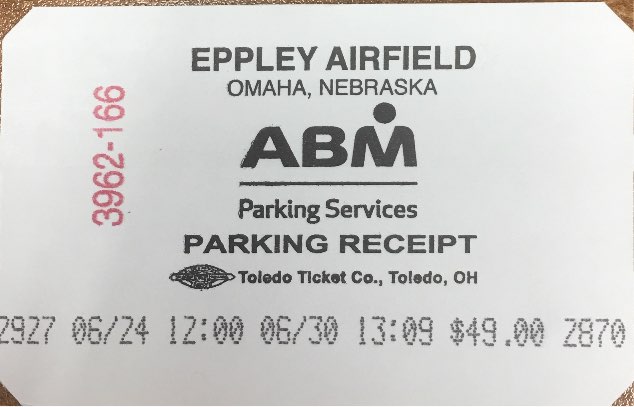 EPPLEY AIRFIELD
OMAHA, NEBRASKA
3962-166
ABM
Parking Services
PARKING RECEIPT
Toledo Ticket Co., Toledo, OH
2927 06/24 12:00 06/30 13:09 $49.00 2870